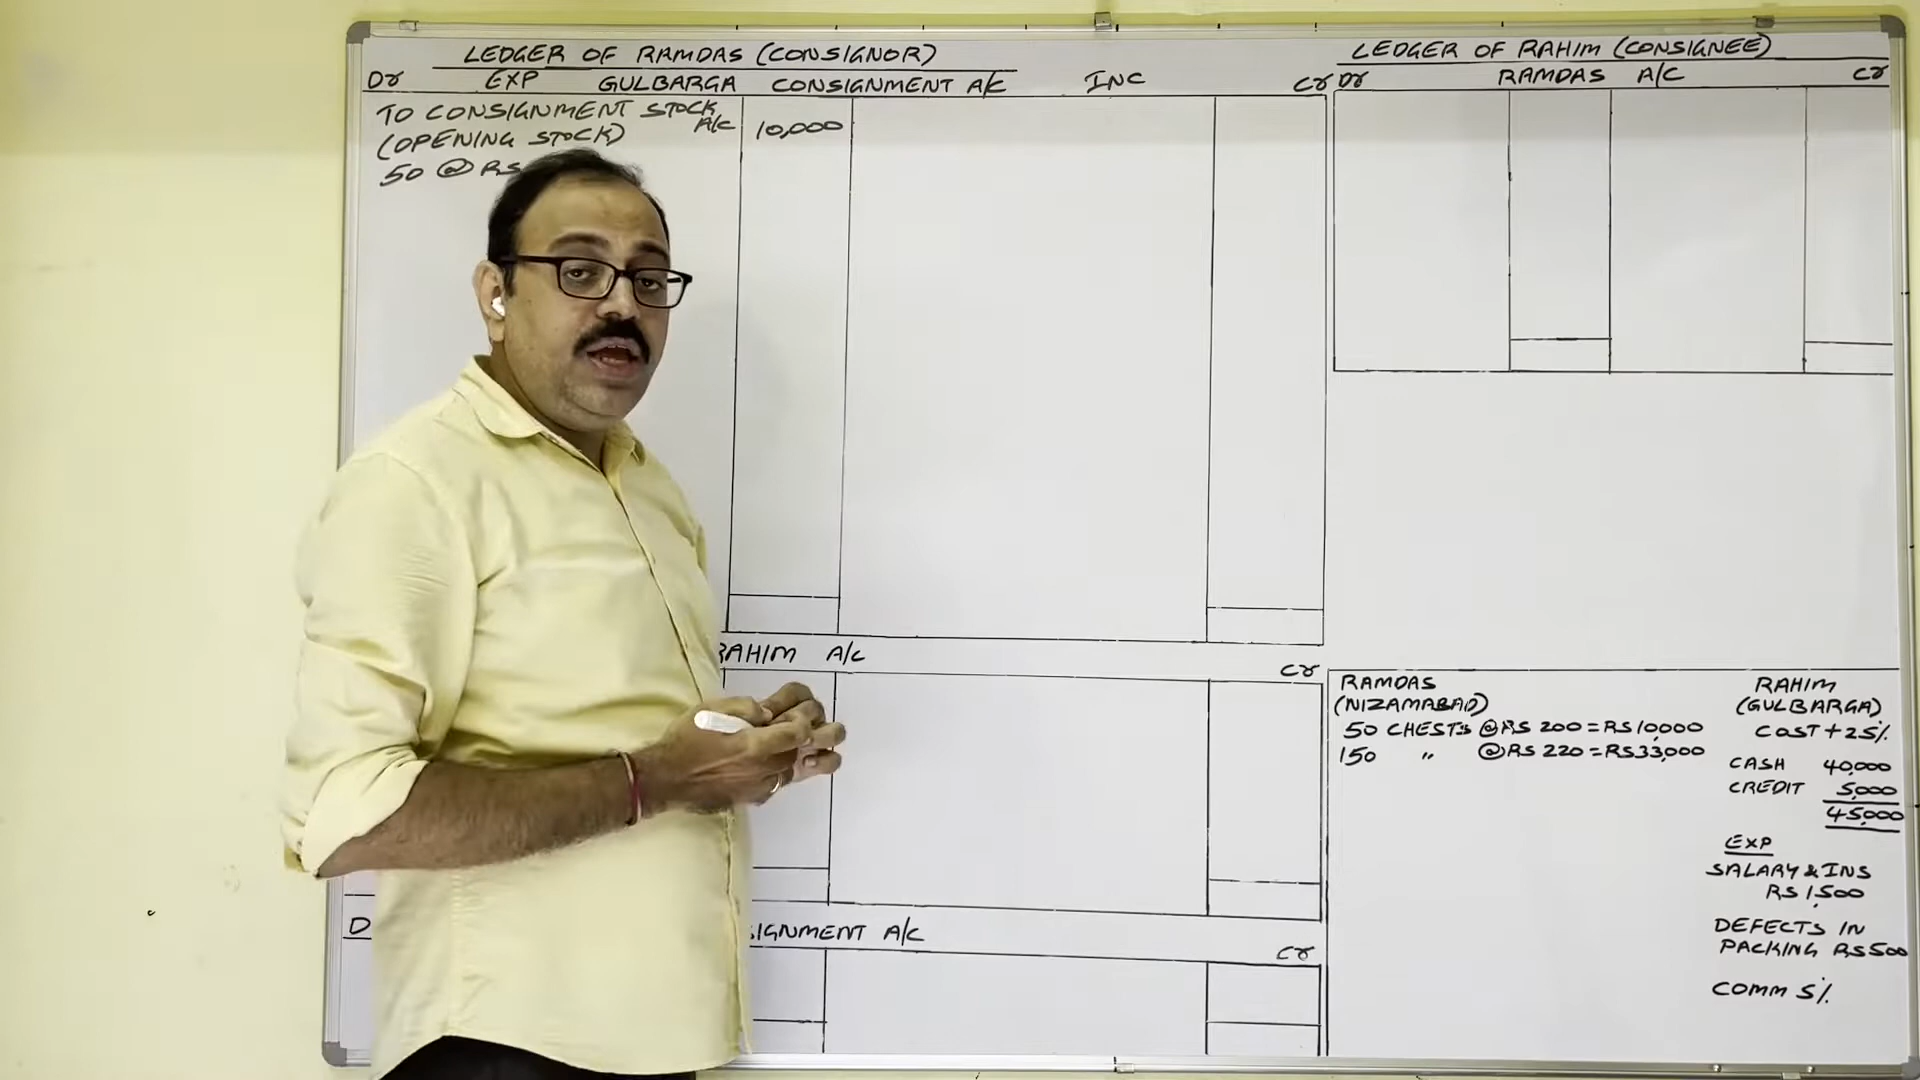 LEDGER OF RAMDAS (CONSIGNOR)
Dr EXP GULBARGA CONSIGNMENT A/C INC Cr
TO CONSIGNMENT STOCK
A/C 10,000
(OPENING STOCK)
50 @ RS
RAHIM A/C
Cr
D
SIGNMENT A/C
Cr
LEDGER OF RAHIM (CONSIGNEE)
Dr RAMDAS A/C Cr
RAMDAS
(NIZAMABAD)
50 CHESTS @ RS 200 = RS 10,000
150 " @ RS 220 = RS 33,000
RAHIM
(GULBARGA)
COST + 25%
CASH 40,000
CREDIT 5,000
45,000
EXP
SALARY & INS
RS 1,500
DEFECTS IN
PACKING RS 500
COMM 5%